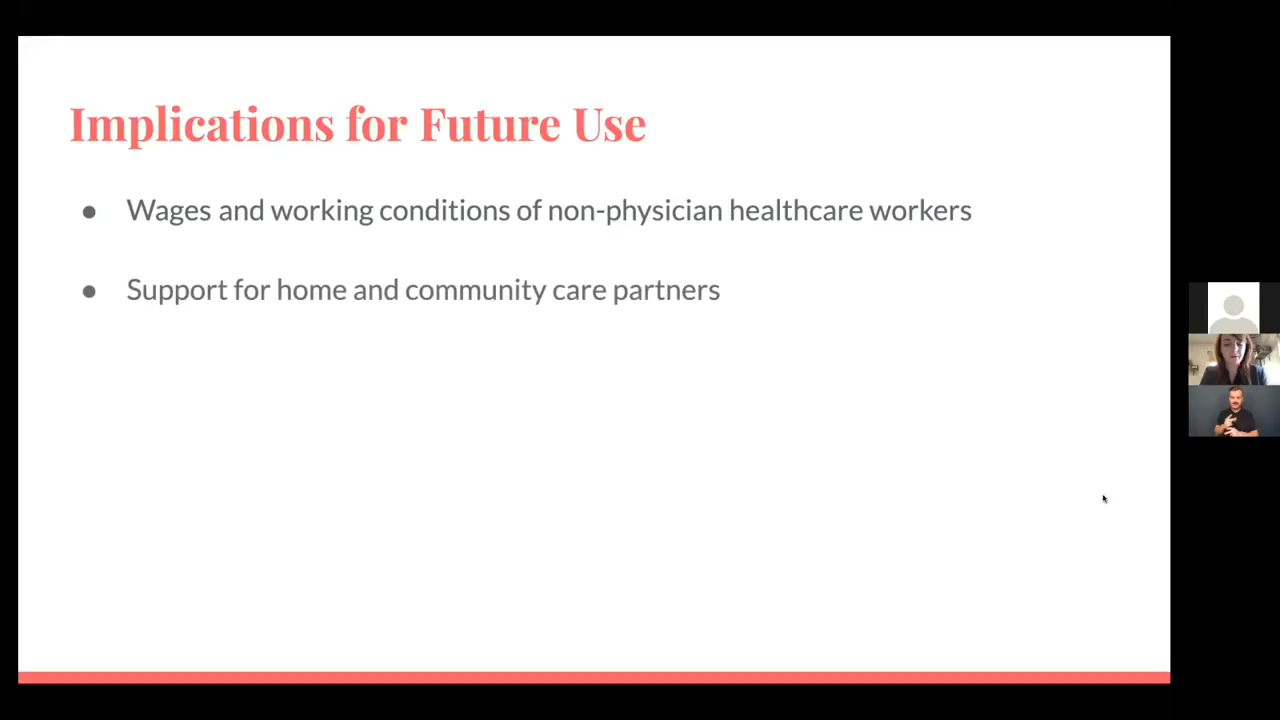 Implications for Future Use
● Wages and working conditions of non-physician healthcare workers
● Support for home and community care partners